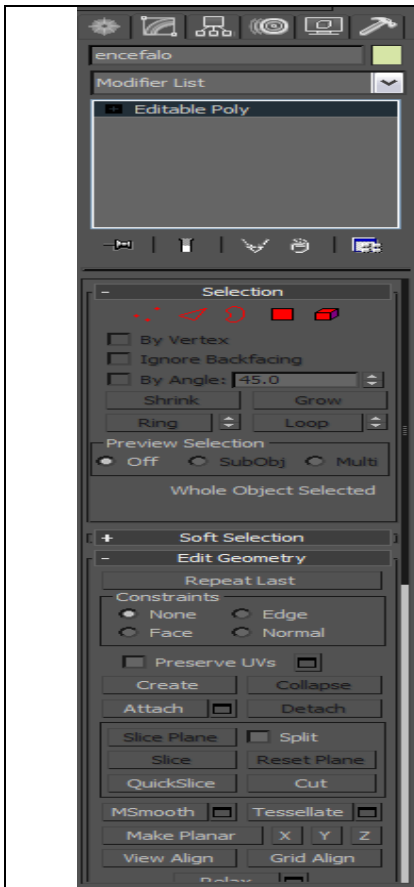 encefalo
Modifier List
+ Editable Poly
- Selection
By Vertex
Ignore Backfacing
By Angle: 45.0
Shrink Grow
Ring Loop
Preview Selection
Off SubObj Multi
Whole Object Selected
+ Soft Selection
- Edit Geometry
Repeat Last
Constraints
None Edge
Face Normal
Preserve UVs
Create Collapse
Attach Detach
Slice Plane Split
Slice Reset Plane
QuickSlice Cut
MSmooth Tessellate
Make Planar X Y Z
View Align Grid Align
Relax